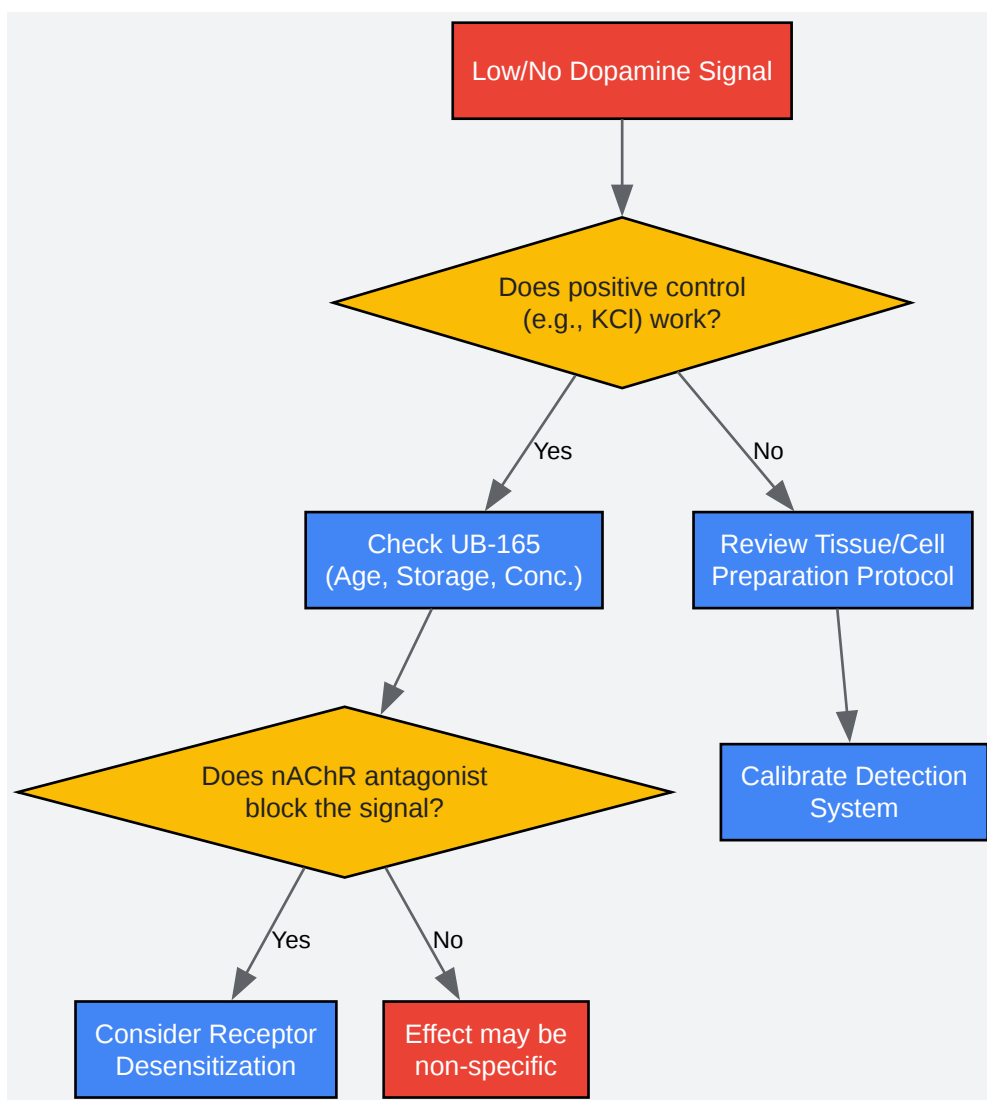 Low/No Dopamine Signal
Does positive control
(e.g., KCl) work?
Yes
No
Check UB-165
(Age, Storage, Conc.)
Review Tissue/Cell
Preparation Protocol
Does nAChR antagonist
block the signal?
Calibrate Detection
System
Yes
No
Consider Receptor
Desensitization
Effect may be
non-specific